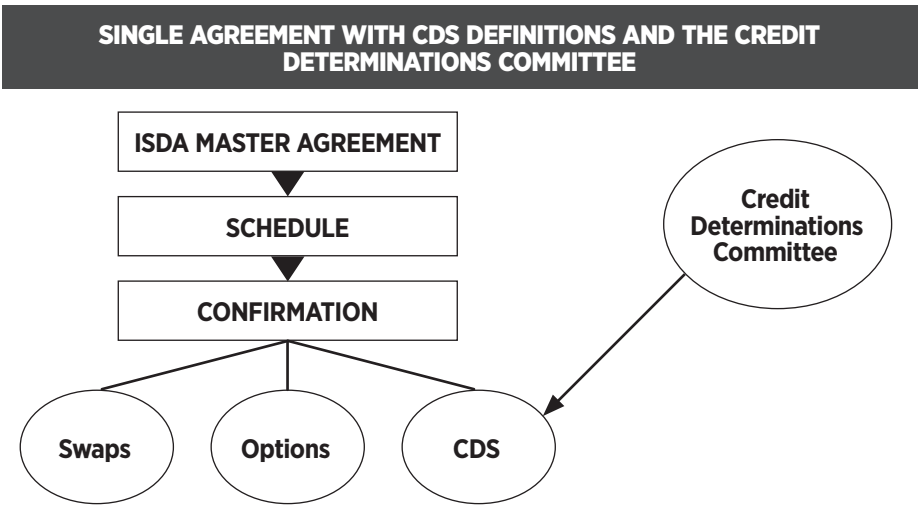 SINGLE AGREEMENT WITH CDS DEFINITIONS AND THE CREDIT
DETERMINATIONS COMMITTEE
ISDA MASTER AGREEMENT
SCHEDULE
CONFIRMATION
Credit
Determinations
Committee
Swaps
Options
CDS